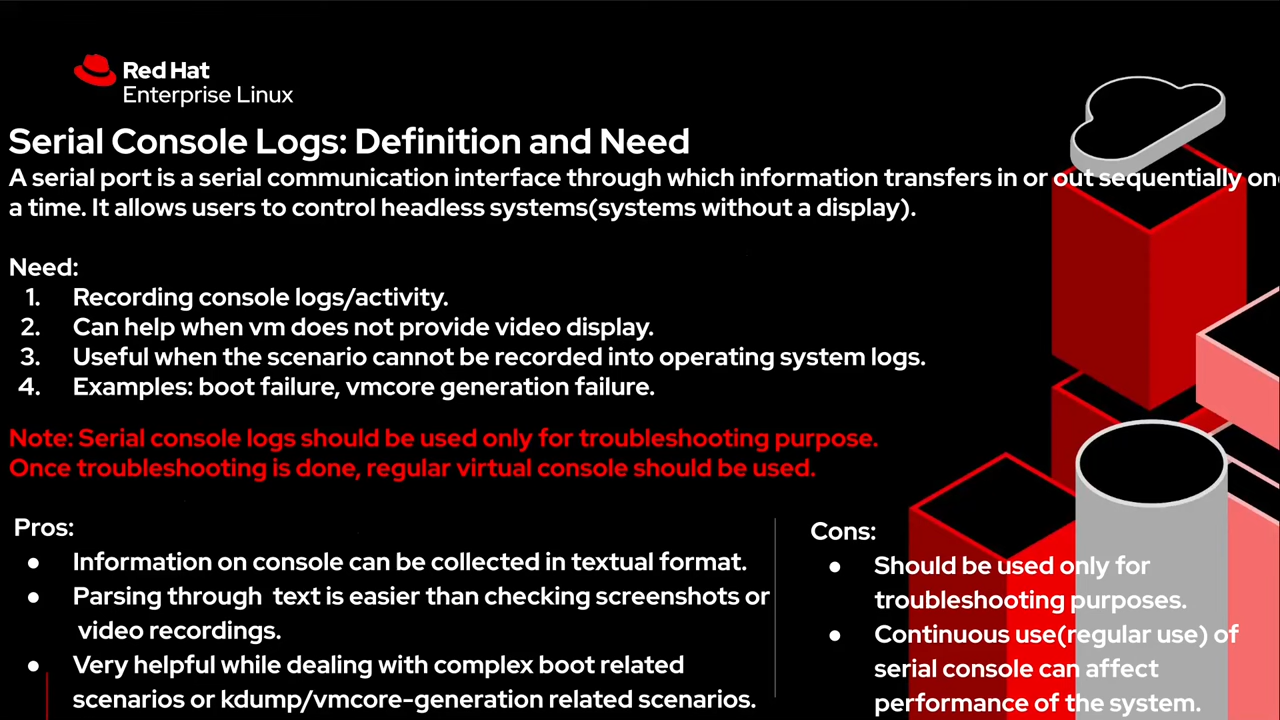 Red Hat
Enterprise Linux
Serial Console Logs: Definition and Need
A serial port is a serial communication interface through which information transfers in or out sequentially
a time. It allows users to control headless systems(systems without a display).
Need:
1. Recording console logs/activity.
2. Can help when vm does not provide video display.
3. Useful when the scenario cannot be recorded into operating system logs.
4. Examples: boot failure, vmcore generation failure.
Note: Serial console logs should be used only for troubleshooting purpose.
Once troubleshooting is done, regular virtual console should be used.
Pros:
● Information on console can be collected in textual format.
● Parsing through text is easier than checking screenshots or
video recordings.
● Very helpful while dealing with complex boot related
scenarios or kdump/vmcore-generation related scenarios.
Cons:
● Should be used only for
troubleshooting purposes.
● Continuous use(regular use) of
serial console can affect
performance of the system.